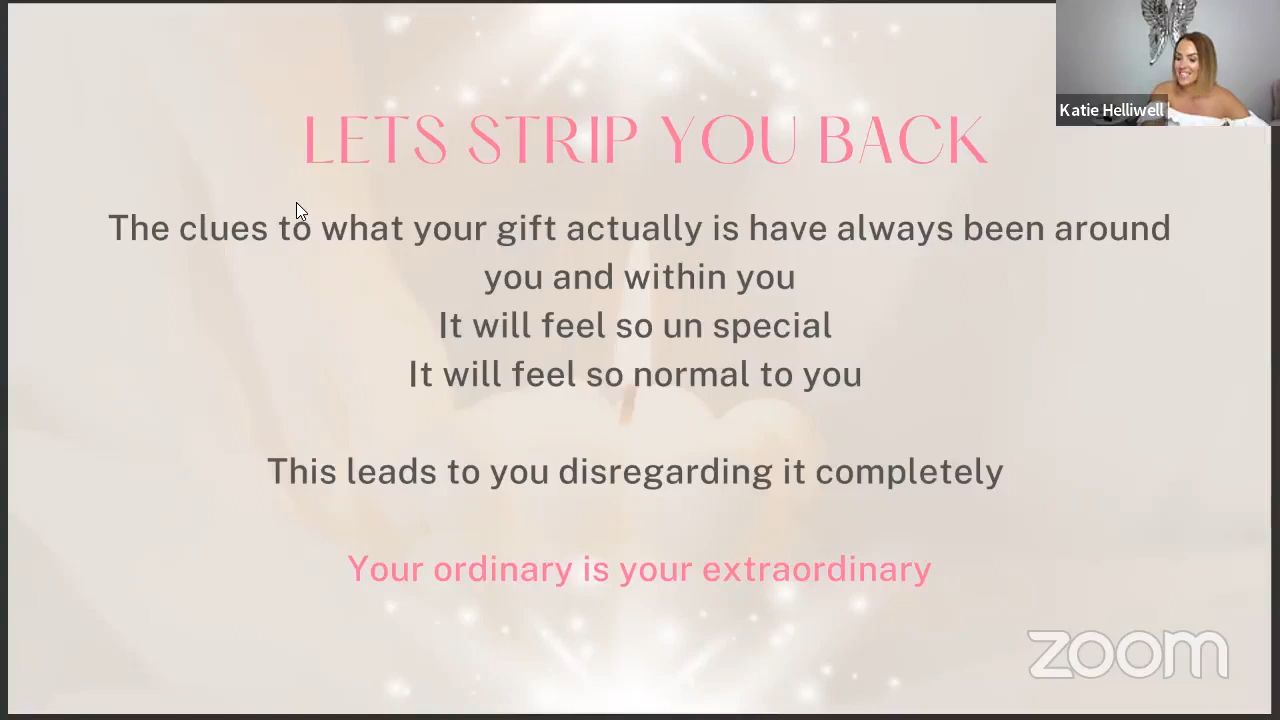 LETS STRIP YOU BACK
Katie Helliwell
The clues to what your gift actually is have always been around
you and within you
It will feel so un special
It will feel so normal to you
This leads to you disregarding it completely
Your ordinary is your extraordinary
zoom